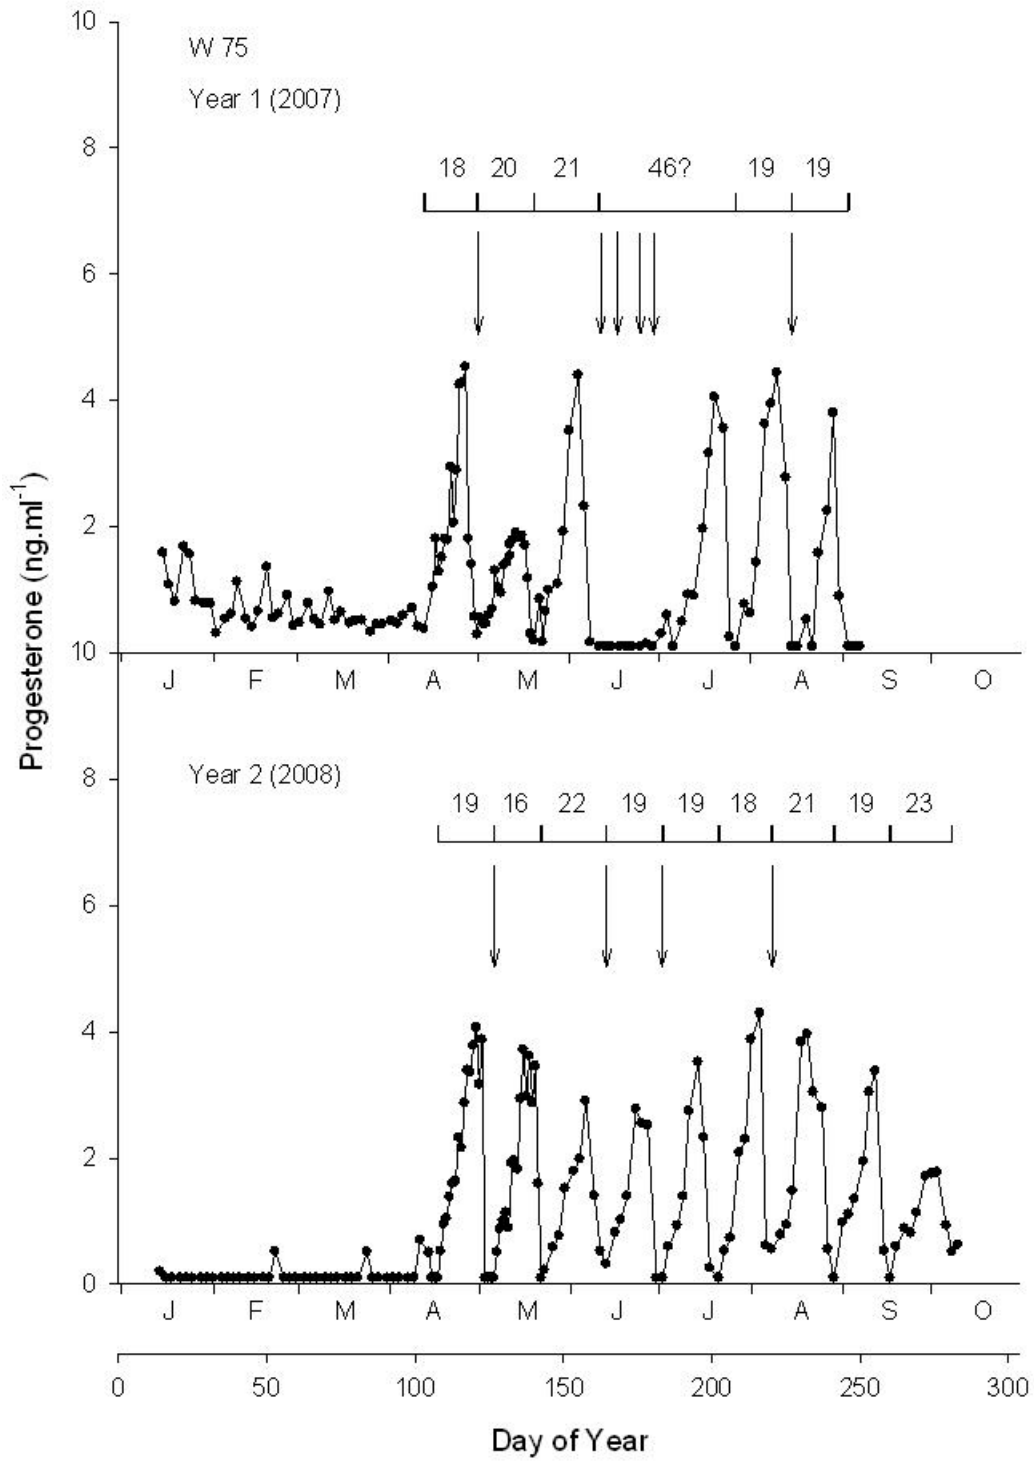 10
W 75
Year 1 (2007)
8
18 20 21 46? 19 19
6
4
2
10
J F M A M J J A S O
Progesterone (ng.ml-1)
8
Year 2 (2008)
19 16 22 19 19 18 21 19 23
6
4
2
0
J F M A M J J A S O
0 50 100 150 200 250 300
Day of Year